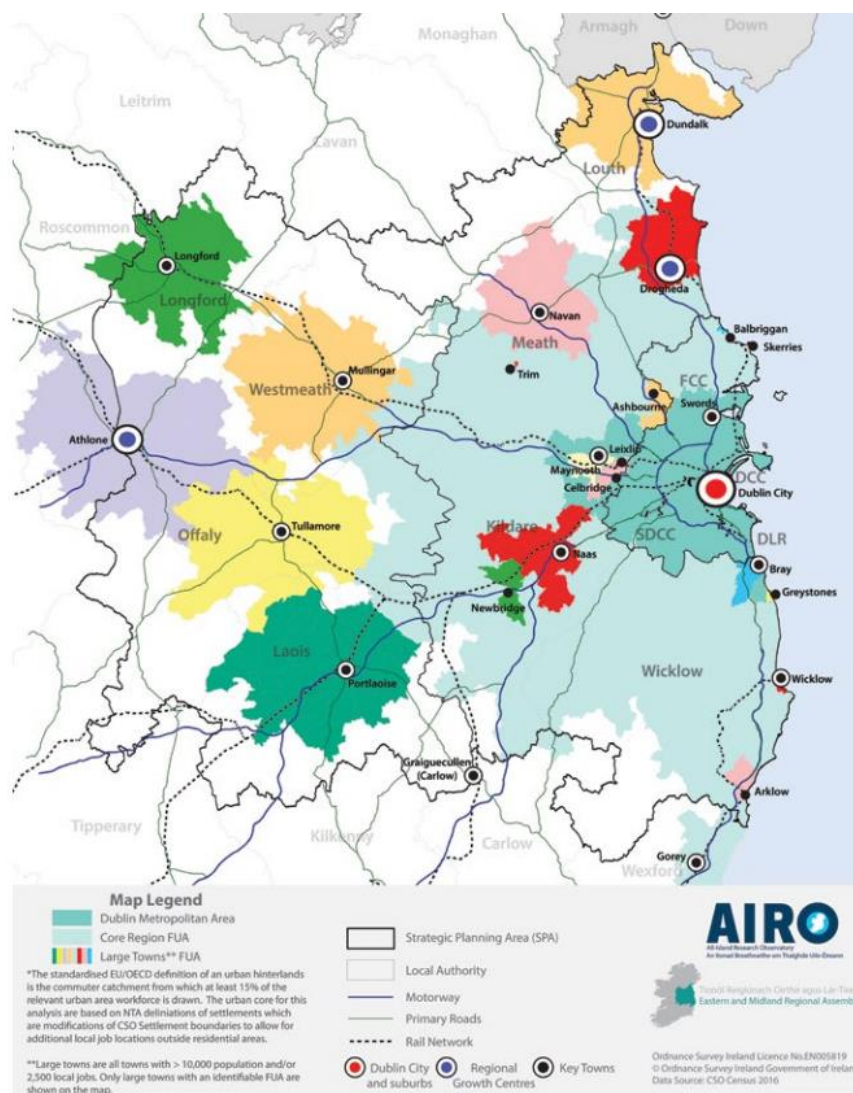 Monaghan
Armagh
Down
Leitrim
Cavan
Dundalk
Louth
Roscommon
Longford
Longford
Drogheda
Navan
Meath
Balbriggan
Skerries
Trim
Mullingar
Westmeath
FCC
Ashbourne
Swords
Athlone
Leixlip
Maynooth
Celbridge
DCC
Dublin City
Offaly
Tullamore
Kildare
Naas
SDCC
DLR
Bray
Newbridge
Greystones
Laois
Portlaoise
Wicklow
Wicklow
Graiguecullen
(Carlow)
Arklow
Tipperary
Kilkenny
Carlow
Gorey
Wexford
Map Legend
Dublin Metropolitan Area
Core Region FUA
Large Towns** FUA
*The standardised EU/OECD definition of an urban hinterlands
is the commuter catchment from which at least 15% of the
relevant urban area workforce is drawn. The urban core for this
analysis are based on NTA deliniations of settlements which
are modifications of CSO Settlement boundaries to allow for
additional local job locations outside residential areas.
**Large towns are all towns with > 10,000 population and/or
2,500 local jobs. Only large towns with an identifiable FUA are
shown on the map.
Strategic Planning Area (SPA)
Local Authority
Motorway
Primary Roads
Rail Network
Dublin City
and suburbs
Regional
Growth Centres
Key Towns
AIRO
All-Island Research Observatory
Eastern and Midland Regional Assemb
Ordnance Survey Ireland Licence No.EN005819
© Ordnance Survey Ireland Government of Irelan
Data Source: CSO Census 2016